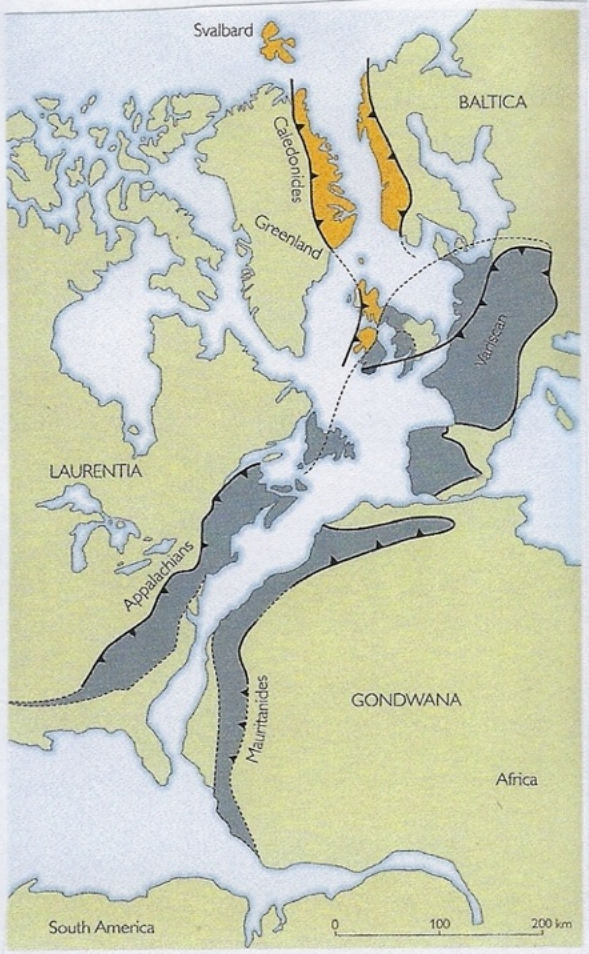 Svalbard
BALTICA
Caledonides
Greenland
Variscan
LAURENTIA
Appalachians
Mauritanides
GONDWANA
Africa
South America
0 100 200 km